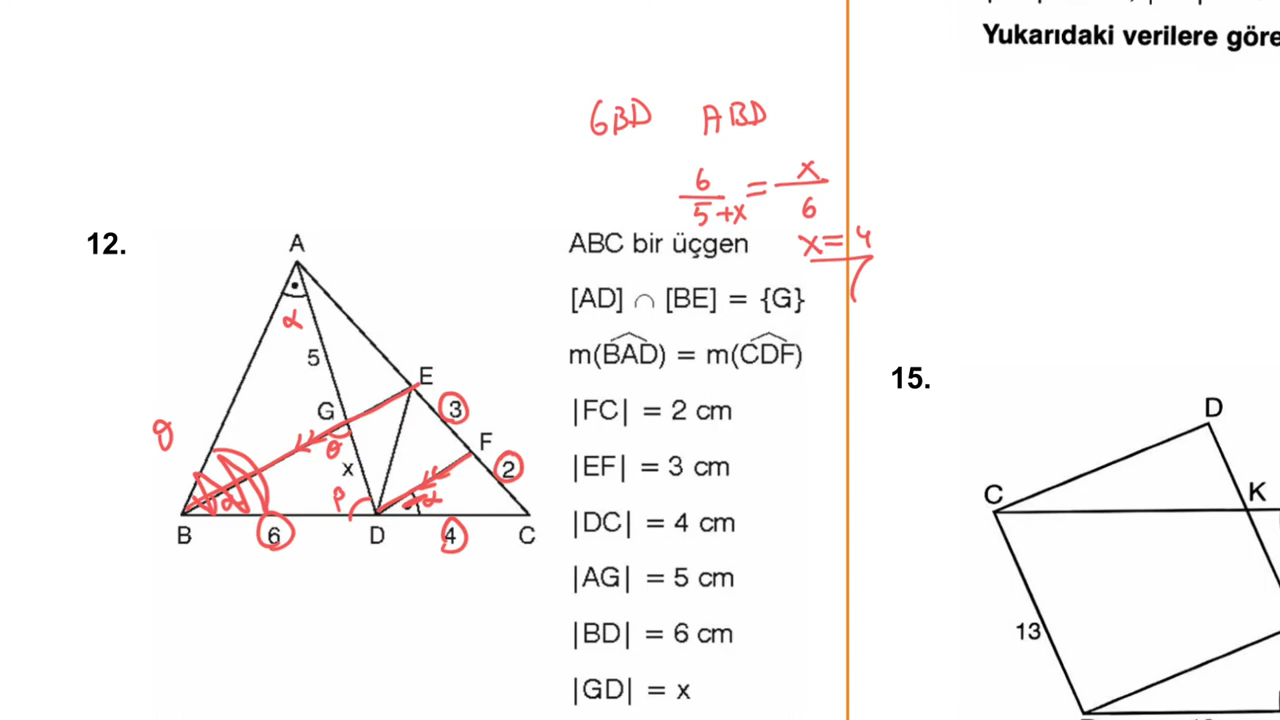 Yukarıdaki verilere göre
6BD ABD
6/5+x = x/6
x=4
12.
A
α
5
E
G
3
F
θ
θ
x
2
β
α
α
B
6
D
4
C
ABC bir üçgen
[AD] ∩ [BE] = {G}
m(BAD) = m(CDF)
|FC| = 2 cm
|EF| = 3 cm
|DC| = 4 cm
|AG| = 5 cm
|BD| = 6 cm
|GD| = x
15.
D
C
K
13